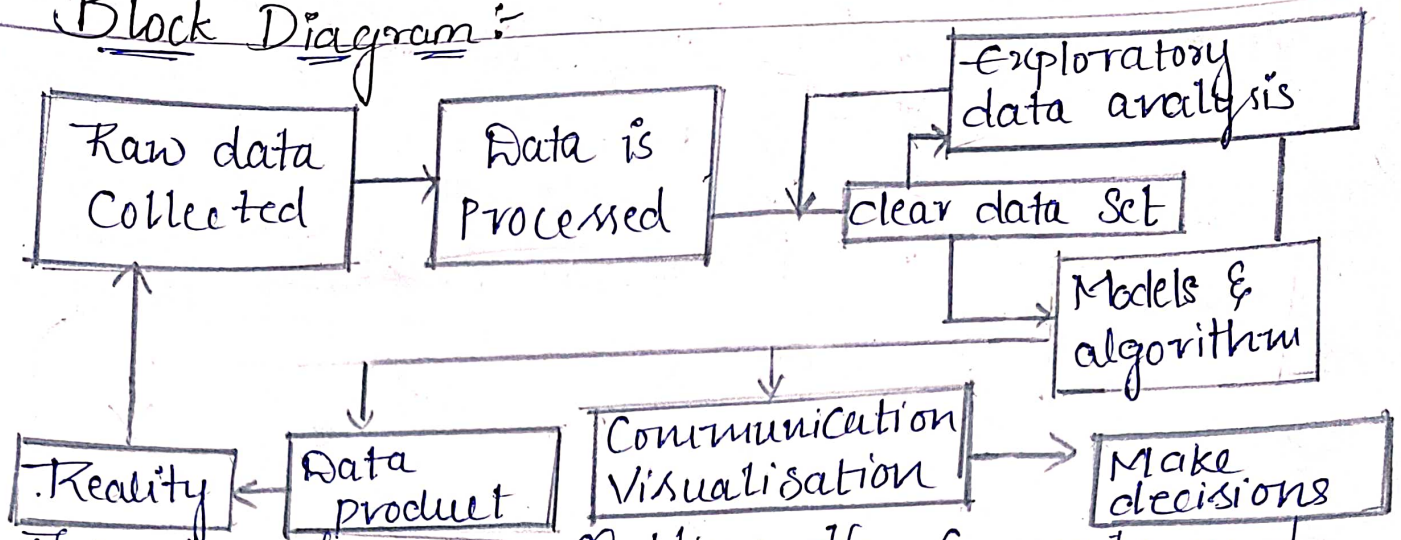 Block Diagram:-
Exploratory
data analysis
Raw data
Collected
Data is
Processed
clear data Set
Models &
algorithm
Communication
Visualisation
Data
product
Reality
Make
decisions